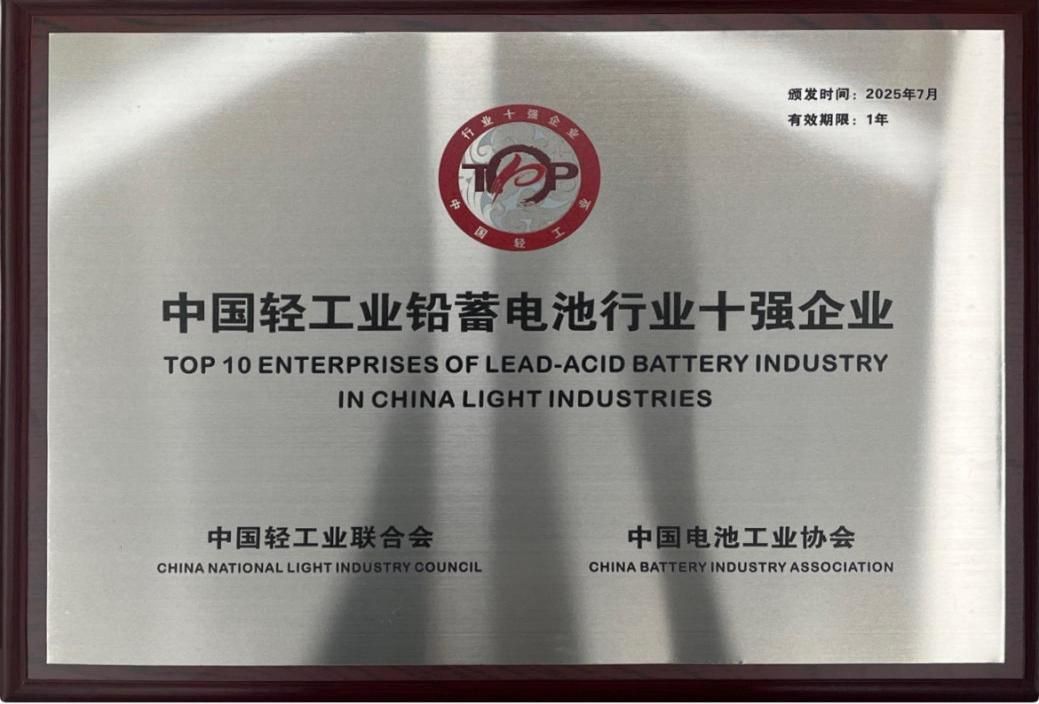 颁发时间：2025年7月
有效期限：1年
行业十强企业
TOP
中国轻工业
中国轻工业铅蓄电池行业十强企业
TOP 10 ENTERPRISES OF LEAD-ACID BATTERY INDUSTRY
IN CHINA LIGHT INDUSTRIES
中国轻工业联合会
CHINA NATIONAL LIGHT INDUSTRY COUNCIL
中国电池工业协会
CHINA BATTERY INDUSTRY ASSOCIATION